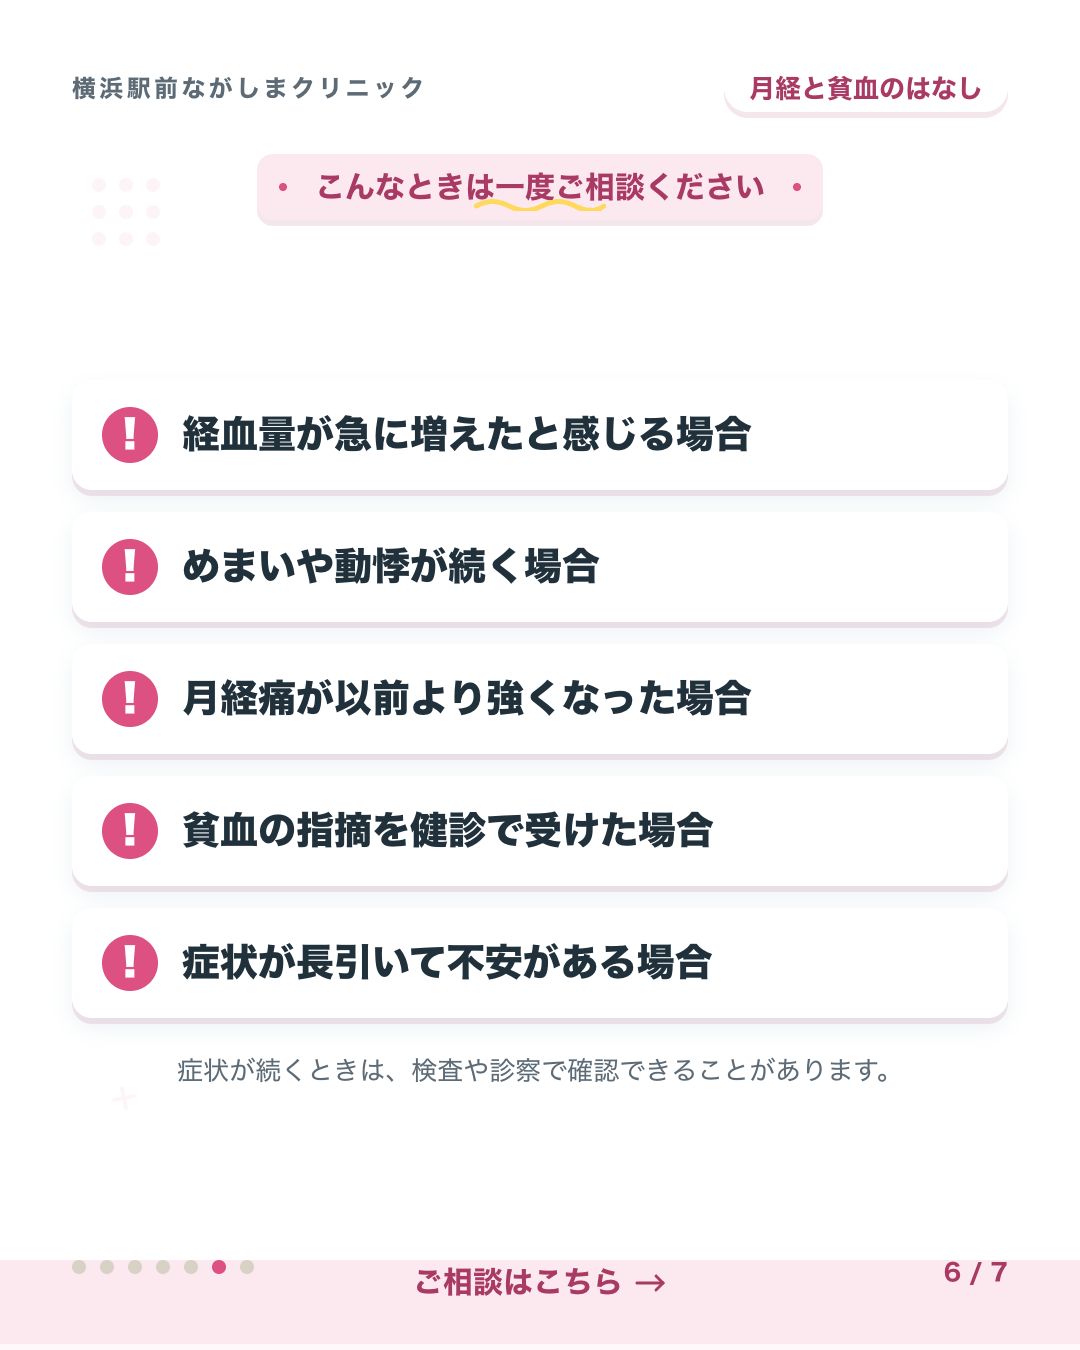 横浜駅前ながしまクリニック
月経と貧血のはなし
こんなときは一度ご相談ください
! 経血量が急に増えたと感じる場合
! めまいや動悸が続く場合
! 月経痛が以前より強くなった場合
! 貧血の指摘を健診で受けた場合
! 症状が長引いて不安がある場合
症状が続くときは、検査や診察で確認できることがあります。
ご相談はこちら →
6 / 7